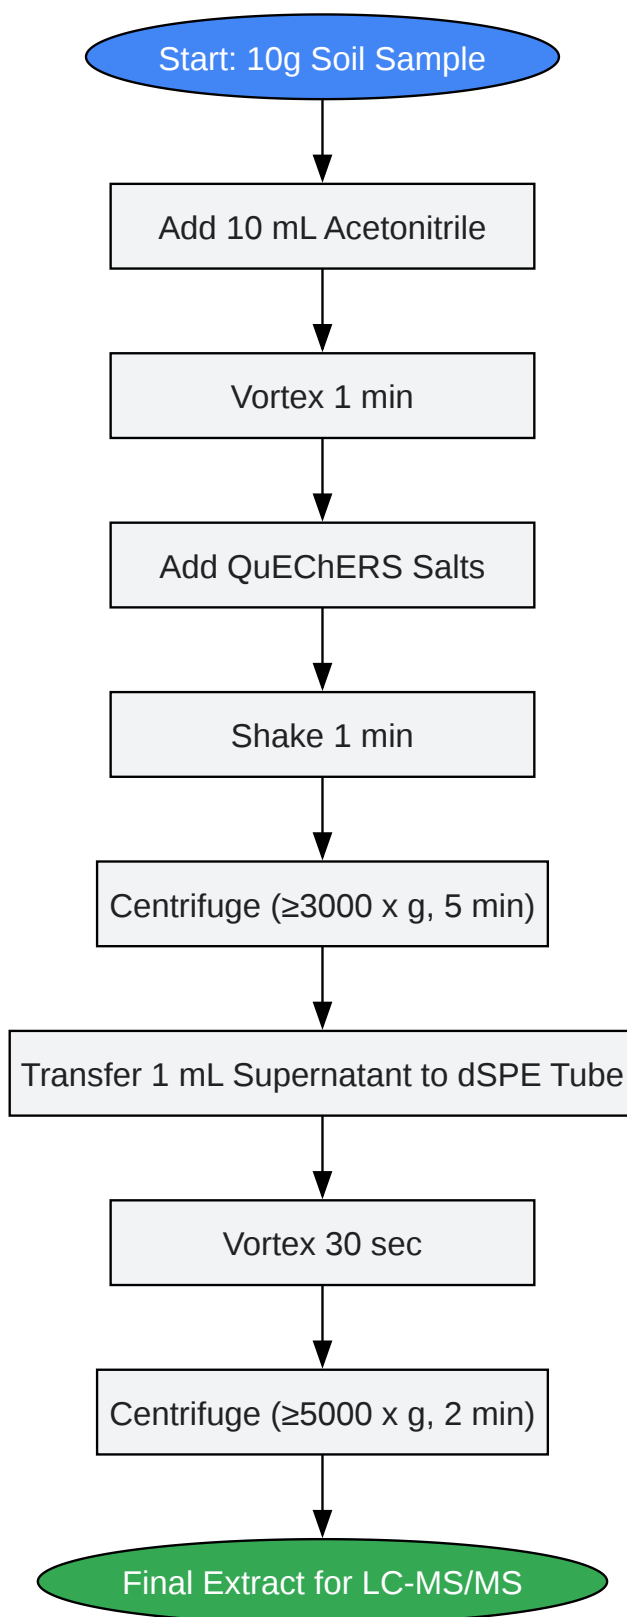 Start: 10g Soil Sample
Add 10 mL Acetonitrile
Vortex 1 min
Add QuEChERS Salts
Shake 1 min
Centrifuge (≥3000 x g, 5 min)
Transfer 1 mL Supernatant to dSPE Tube
Vortex 30 sec
Centrifuge (≥5000 x g, 2 min)
Final Extract for LC-MS/MS